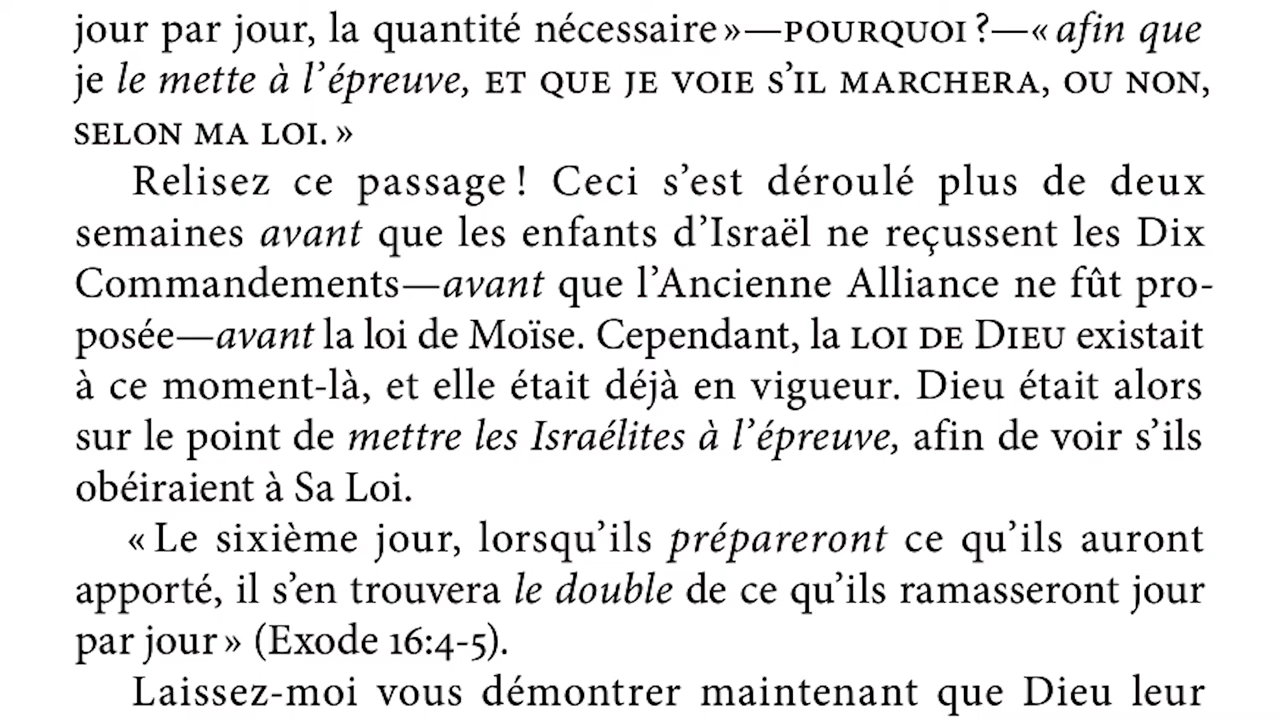 jour par jour, la quantité nécessaire »—POURQUOI ?—« afin que
je le mette à l’épreuve, ET QUE JE VOIE S’IL MARCHERA, OU NON,
SELON MA LOI. »
Relisez ce passage ! Ceci s’est déroulé plus de deux
semaines avant que les enfants d’Israël ne reçussent les Dix
Commandements—avant que l’Ancienne Alliance ne fût pro-
posée—avant la loi de Moïse. Cependant, la LOI DE DIEU existait
à ce moment-là, et elle était déjà en vigueur. Dieu était alors
sur le point de mettre les Israélites à l’épreuve, afin de voir s’ils
obéiraient à Sa Loi.
« Le sixième jour, lorsqu’ils prépareront ce qu’ils auront
apporté, il s’en trouvera le double de ce qu’ils ramasseront jour
par jour » (Exode 16:4-5).
Laissez-moi vous démontrer maintenant que Dieu leur